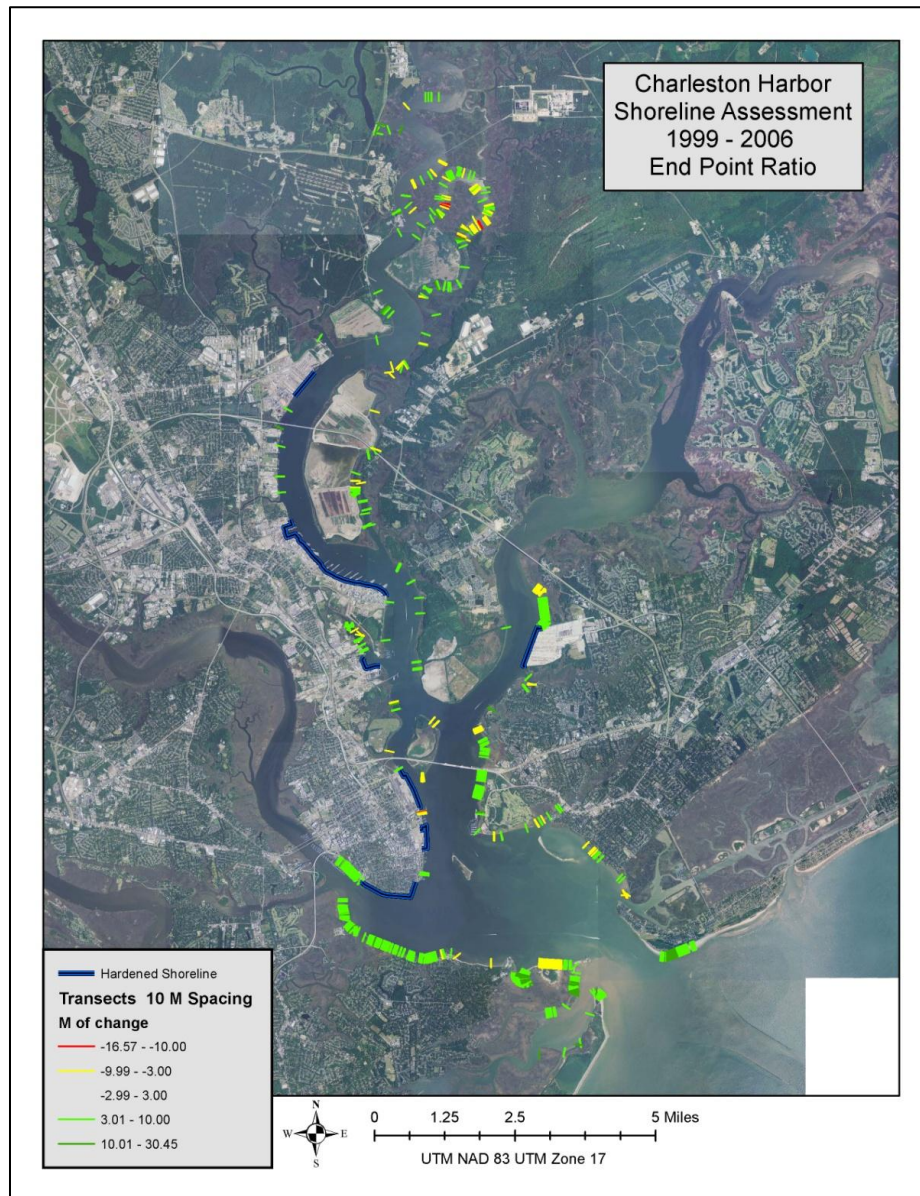 Charleston Harbor
Shoreline Assessment
1999 - 2006
End Point Ratio
Hardened Shoreline
Transects 10 M Spacing
M of change
-16.57 - -10.00
-9.99 - -3.00
-2.99 - 3.00
3.01 - 10.00
10.01 - 30.45
N
W
E
S
0 1.25 2.5 5 Miles
UTM NAD 83 UTM Zone 17